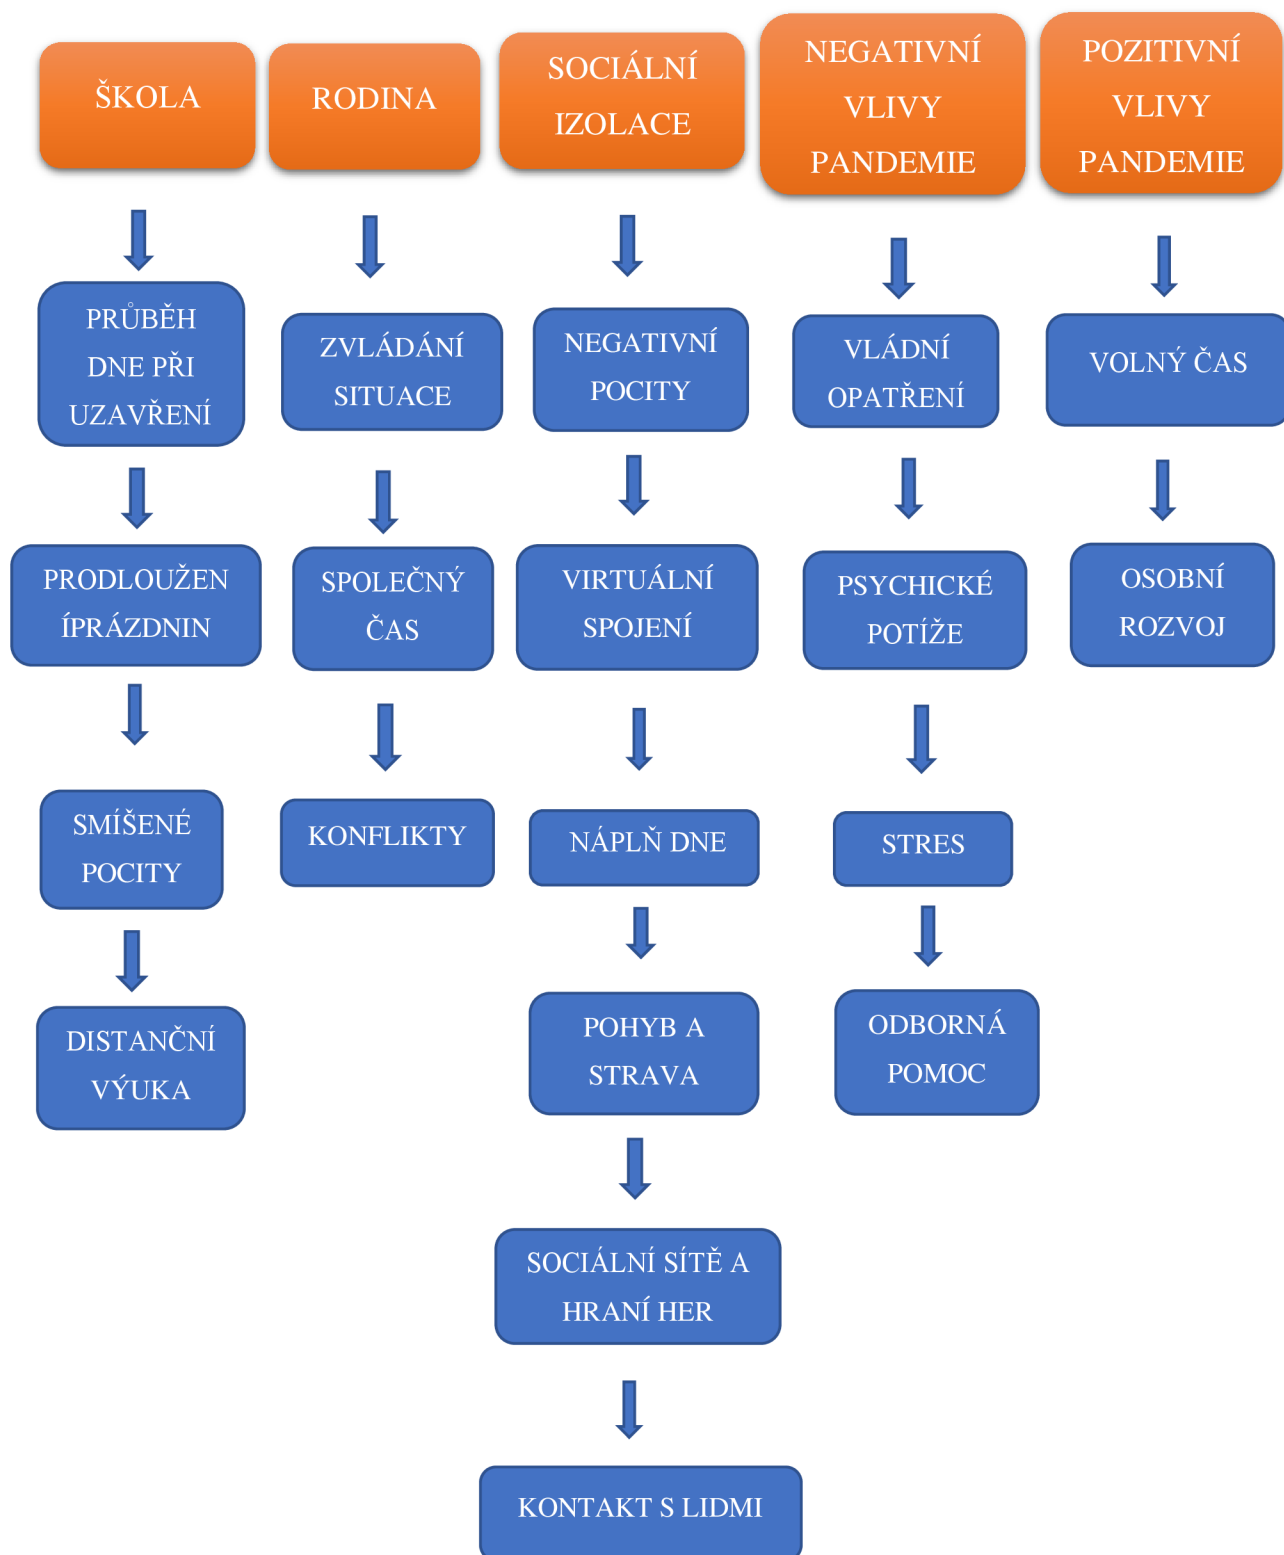 ŠKOLA
RODINA
SOCIÁLNÍ
IZOLACE
NEGATIVNÍ
VLIVY
PANDEMIE
POZITIVNÍ
VLIVY
PANDEMIE
PRŮBĚH
DNE PŘI
UZAVŘENÍ
ZVLÁDÁNÍ
SITUACE
NEGATIVNÍ
POCITY
VLÁDNÍ
OPATŘENÍ
VOLNÝ ČAS
PRODLOUŽEN
ÍPRÁZDNIN
SPOLEČNÝ
ČAS
VIRTUÁLNÍ
SPOJENÍ
PSYCHICKÉ
POTÍŽE
OSOBNÍ
ROZVOJ
SMÍŠENÉ
POCITY
KONFLIKTY
NÁPLŇ DNE
STRES
DISTANČNÍ
VÝUKA
POHYB A
STRAVA
ODBORNÁ
POMOC
SOCIÁLNÍ SÍTĚ A
HRANÍ HER
KONTAKT S LIDMI